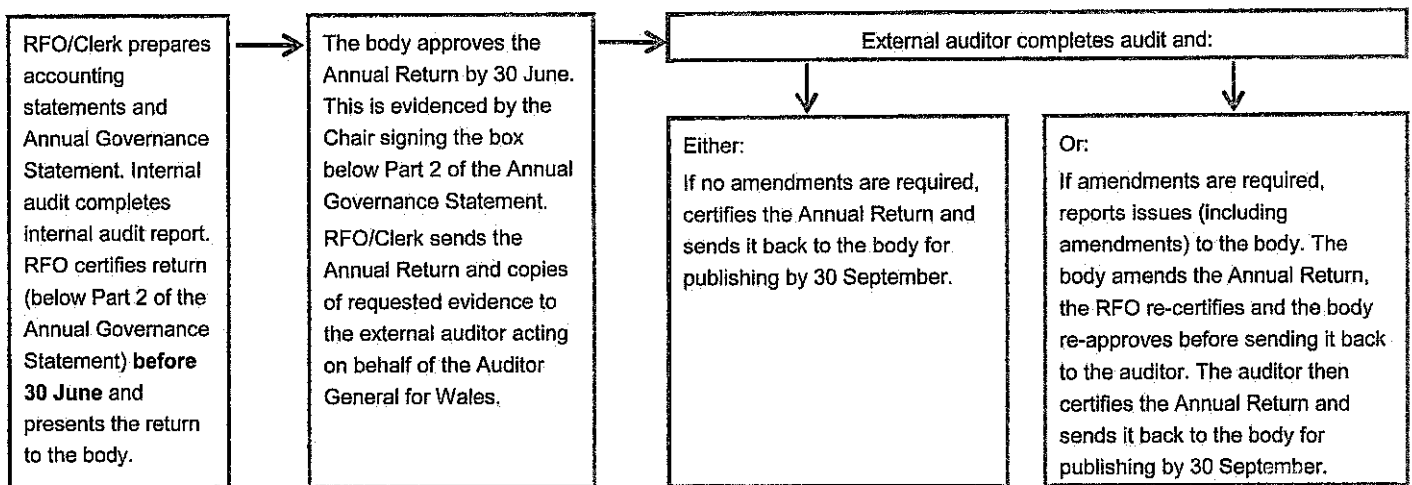 RFO/Clerk prepares
accounting
statements and
Annual Governance
Statement. Internal
audit completes
internal audit report.
RFO certifies return
(below Part 2 of the
Annual Governance
Statement) before
30 June and
presents the return
to the body.
The body approves the
Annual Return by 30 June.
This is evidenced by the
Chair signing the box
below Part 2 of the Annual
Governance Statement.
RFO/Clerk sends the
Annual Return and copies
of requested evidence to
the external auditor acting
on behalf of the Auditor
General for Wales.
External auditor completes audit and:
Either:
If no amendments are required,
certifies the Annual Return and
sends it back to the body for
publishing by 30 September.
Or:
If amendments are required,
reports issues (including
amendments) to the body. The
body amends the Annual Return,
the RFO re-certifies and the body
re-approves before sending it back
to the auditor. The auditor then
certifies the Annual Return and
sends it back to the body for
publishing by 30 September.